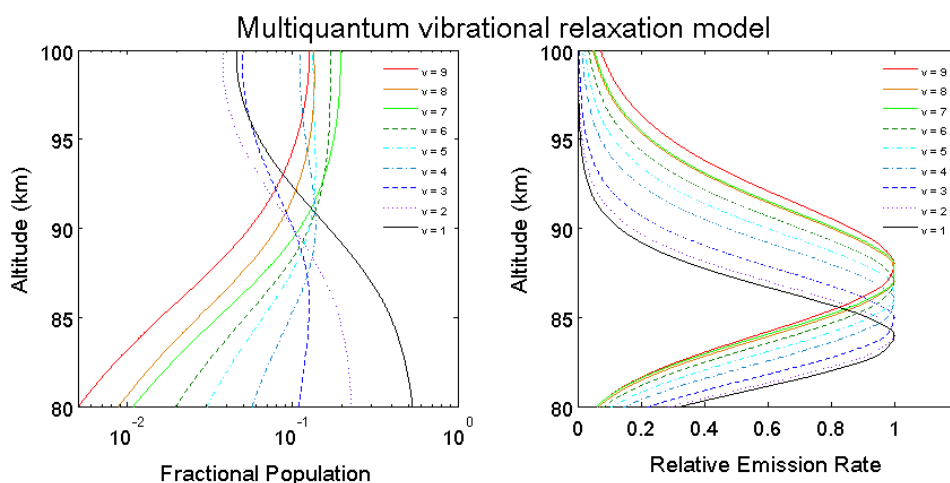 Multiquantum vibrational relaxation model
100
95
90
85
80
Altitude (km)
10⁻²
10⁻¹
10⁰
Fractional Population
v = 9
v = 8
v = 7
v = 6
v = 5
v = 4
v = 3
v = 2
v = 1
100
95
90
85
80
Altitude (km)
0
0.2
0.4
0.6
0.8
1
Relative Emission Rate
v = 9
v = 8
v = 7
v = 6
v = 5
v = 4
v = 3
v = 2
v = 1